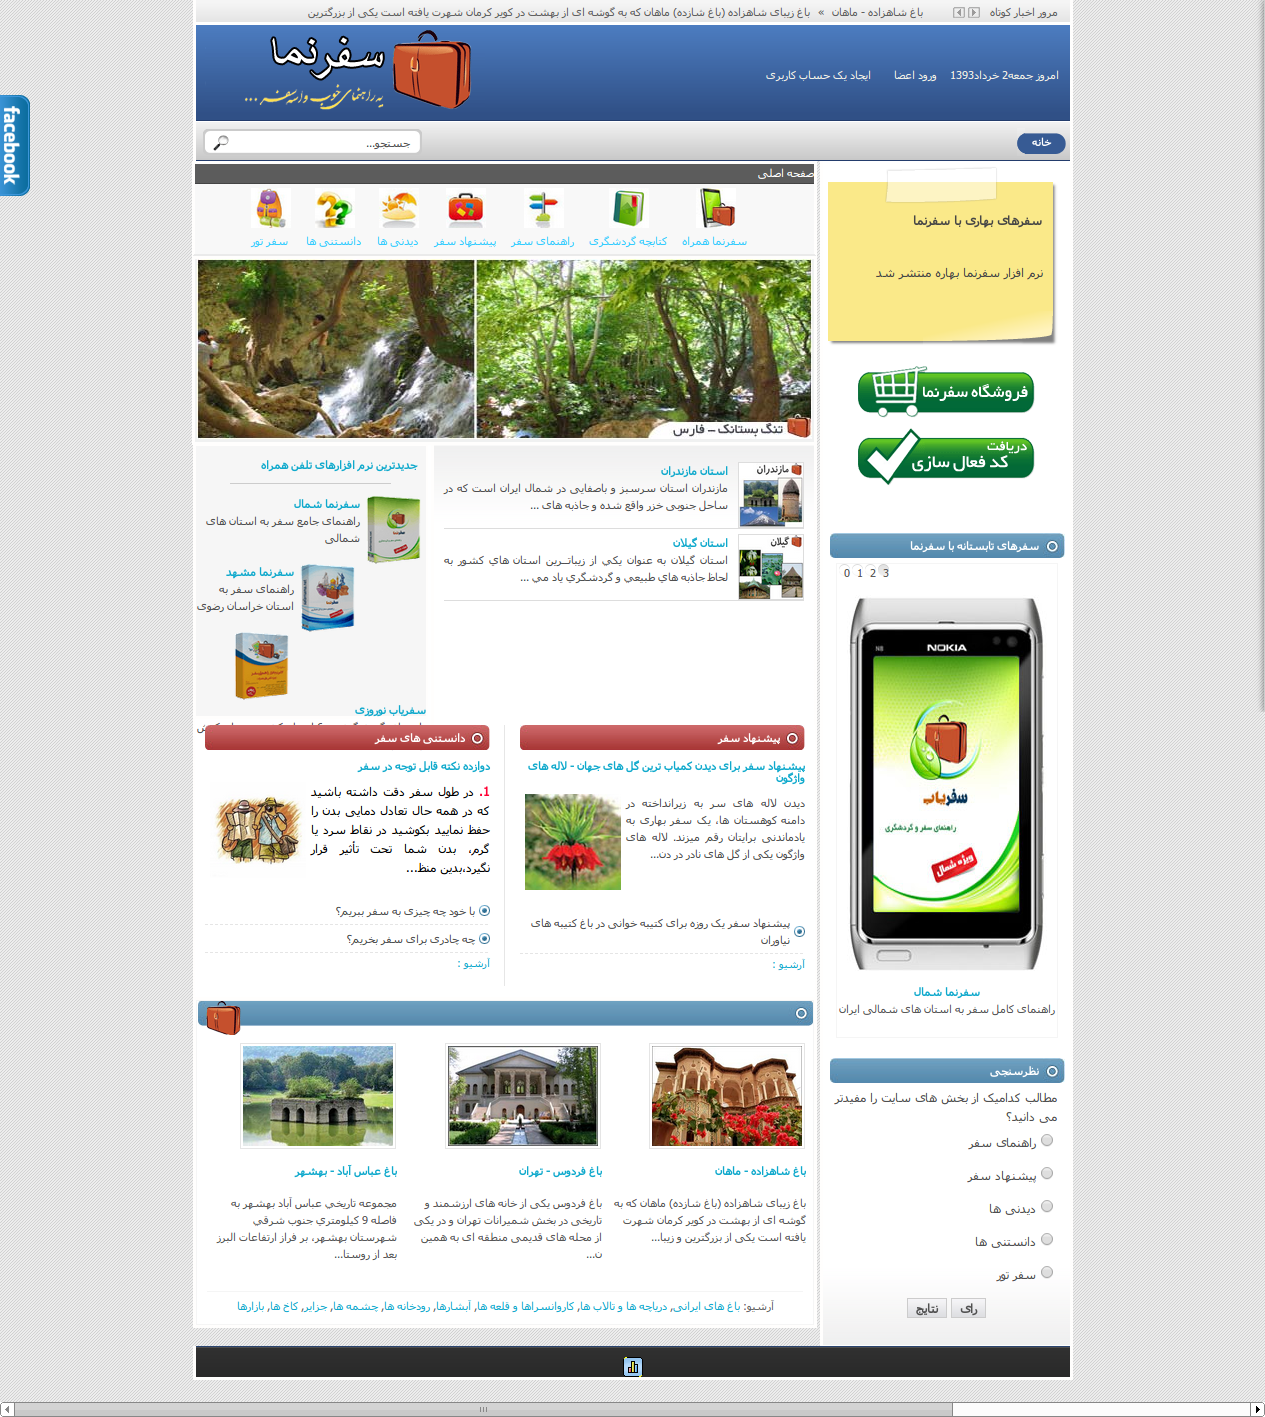 مرور اخبار کوتاه
باغ شاهزاده - ماهان » باغ زیبای شاهزاده (باغ شازده) ماهان که به گوشه ای از بهشت در کویر کرمان شهرت یافته است یکی از بزرگترین
امروز جمعه2 خرداد1393
ورود اعضا
ایجاد یک حساب کاربری
سفرنما
یه راهنمای خوب واسه سفر ...
facebook
خانه
جستجو...
صفحه اصلی
سفرنما همراه
کتابچه گردشگری
راهنمای سفر
پیشنهاد سفر
دیدنی ها
دانستنی ها
سفر تور
تنگ بستانک – فارس
سفرهای بهاری با سفرنما
نرم افزار سفرنما بهاره منتشر شد
فروشگاه سفرنما
دریافت
کد فعال سازی
سفرهای تابستانه با سفرنما
0 1 2 3
NOKIA
N8
سفریاب
راهنمای سفر و گردشگری
ویژه شمال
سفرنما شمال
راهنمای کامل سفر به استان های شمالی ایران
نظرسنجی
مطالب کدامیک از بخش های سایت را مفیدتر
می دانید؟
راهنمای سفر
پیشنهاد سفر
دیدنی ها
دانستنی ها
سفر تور
رای
نتایج
مازندران
استان مازندران
مازندران استان سرسبز و باصفایی در شمال ایران است که در
ساحل جنوبی خزر واقع شده و جاذبه های ...
گیلان
استان گیلان
استان گيلان به عنوان يكي از زيباتـرين استان هاي كشور به
لحاظ جاذبه هاي طبيعي و گردشگري ياد مي ...
جدیدترین نرم افزارهای تلفن همراه
سفرنما شمال
راهنمای جامع سفر به استان های
شمالی
سفرنما مشهد
راهنمای سفر به
استان خراسان رضوی
سفریاب نوروزی
پیشنهاد سفر
پیشنهاد سفر برای دیدن کمیاب ترین گل های جهان - لاله های
واژگون
دیدن لاله های سر به زیرانداخته در
دامنه کوهستان ها، یک سفر بهاری به
یادماندنی برایتان رقم میزند. لاله های
واژگون یکی از گل های نادر در دن...
پیشنهاد سفر یک روزه برای کتیبه خوانی در باغ کتیبه های
نیاوران
آرشیو :
دانستنی های سفر
دوازده نکته قابل توجه در سفر
1. در طول سفر دقت داشته باشید
که در همه حال تعادل دمایی بدن را
حفظ نمایید بکوشید در نقاط سرد یا
گرم، بدن شما تحت تأثیر قرار
نگیرد،بدین منظ...
با خود چه چیزی به سفر ببریم؟
چه چادری برای سفر بخریم؟
آرشیو :
باغ شاهزاده - ماهان
باغ زیبای شاهزاده (باغ شازده) ماهان که به
گوشه ای از بهشت در کویر کرمان شهرت
یافته است یکی از بزرگترین و زیبا...
باغ فردوس - تهران
باغ فردوس یکی از خانه های ارزشمند و
تاریخی در بخش شمیرانات تهران و در یکی
از محله های قدیمی منطقه ای به همین
ن...
باغ عباس آباد - بهشهر
مجموعه تاريخي عباس آباد بهشهر به
فاصله 9 كيلومتري جنوب شرقي
شهرستان بهشهر، بر فراز ارتفاعات البرز
بعد از روستا...
آرشیو: باغ های ایرانی, دریاچه ها و تالاب ها, کاروانسراها و قلعه ها, آبشارها, رودخانه ها, چشمه ها, جزایر, کاخ ها, بازارها